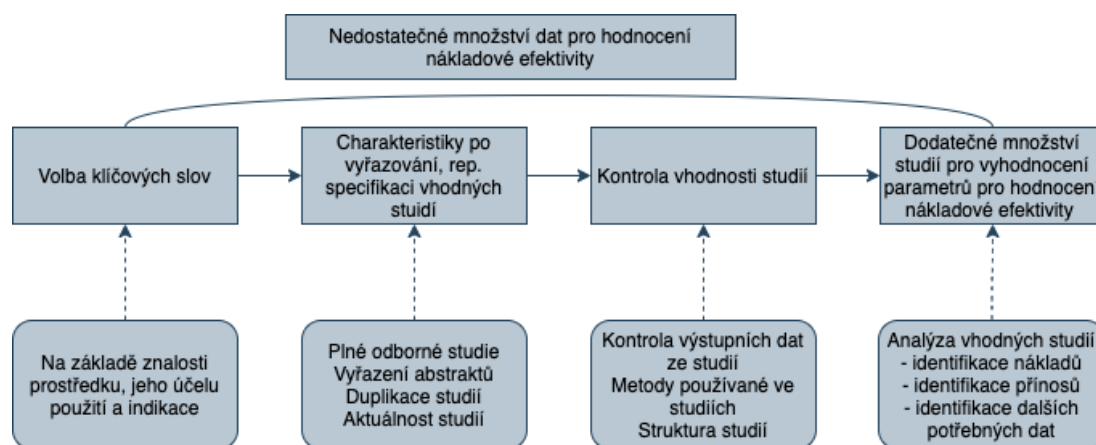 Nedostatečné množství dat pro hodnocení
nákladové efektivity
Volba klíčových slov
Charakteristiky po
vyřazování, rep.
specifikaci vhodných
stuidí
Kontrola vhodnosti studií
Dodatečné množství
studií pro vyhodnocení
parametrů pro hodnocení
nákladové efektivity
Na základě znalosti
prostředku, jeho účelu
použití a indikace
Plné odborné studie
Vyřazení abstraktů
Duplikace studií
Aktuálnost studií
Kontrola výstupních dat
ze studií
Metody používané ve
studiích
Struktura studií
Analýza vhodných studií
- identifikace nákladů
- identifikace přínosů
- identifikace dalších
potřebných dat